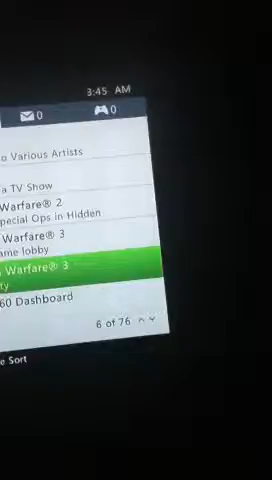 3:45 AM
0 0
o Various Artists
a TV Show
Warfare® 2
pecial Ops in Hidden
Warfare® 3
ame lobby
Warfare® 3
ty
60 Dashboard
6 of 76
e Sort